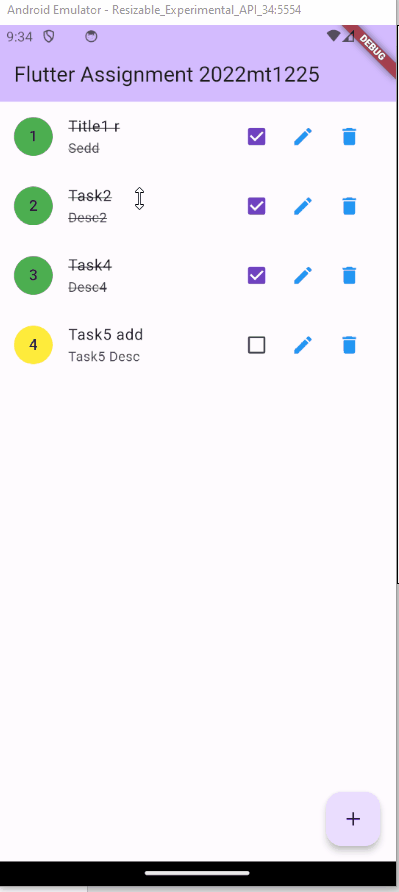 Android Emulator - Resizable_Experimental_API_34:5554
9:34
DEBUG
Flutter Assignment 2022mt1225
1
Title1 r
Sedd
2
Task2
Desc2
3
Task4
Desc4
4
Task5 add
Task5 Desc
+